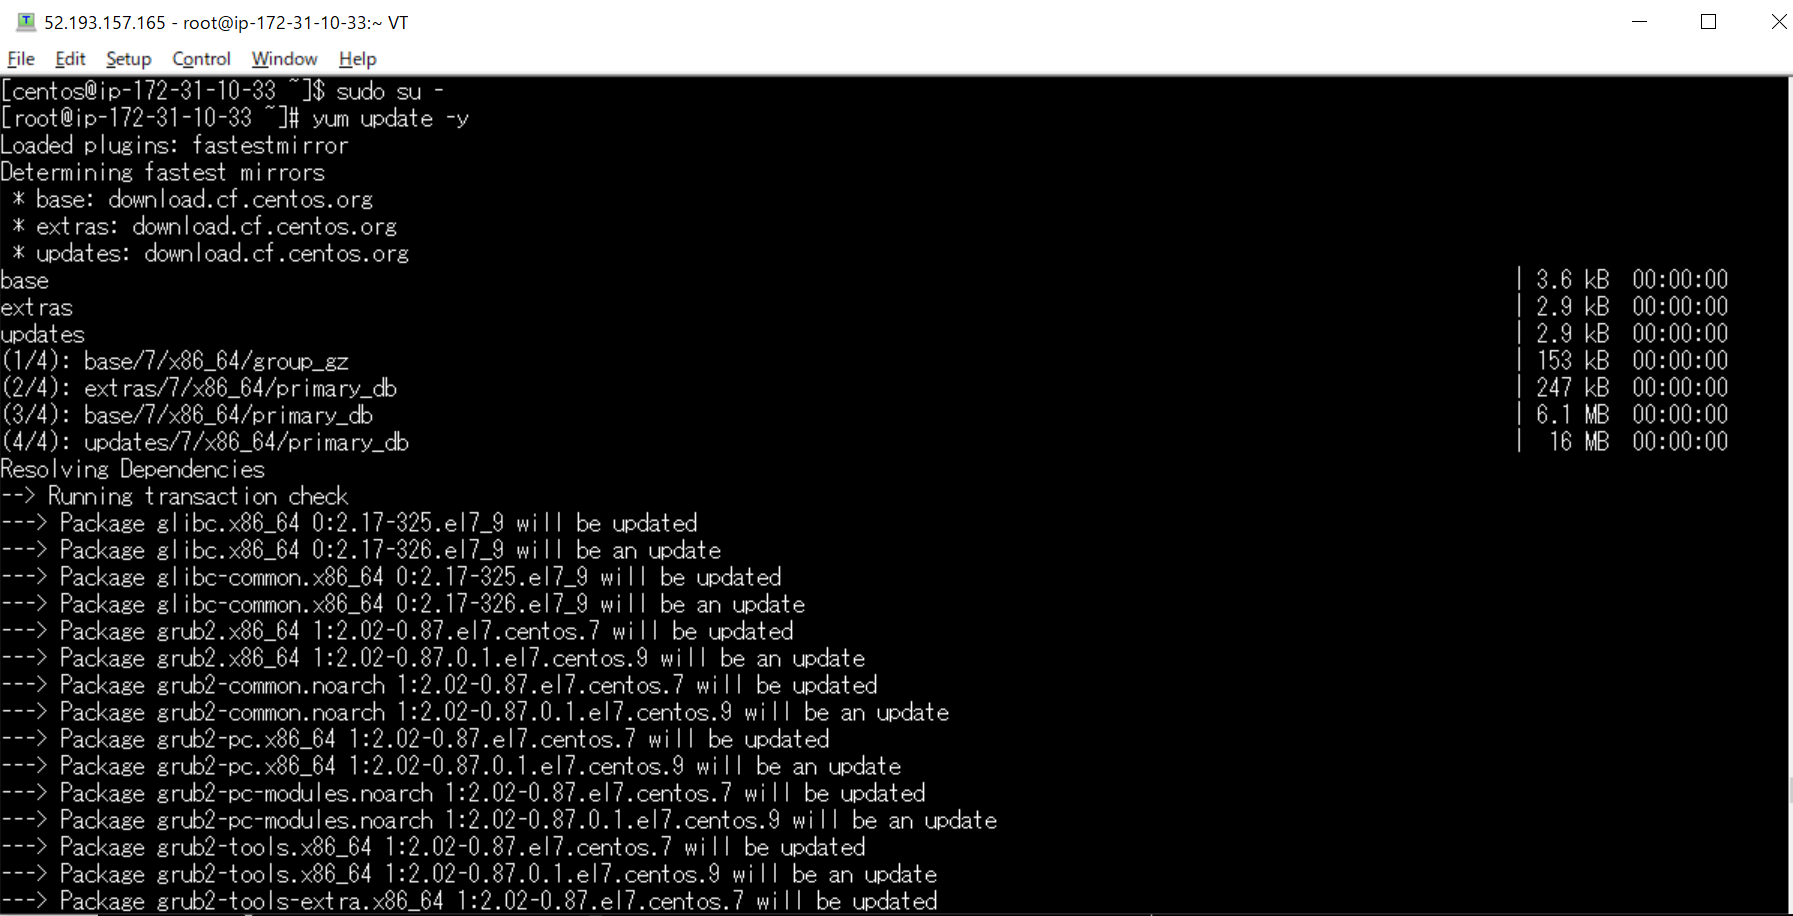 52.193.157.165 - root@ip-172-31-10-33:~ VT
File Edit Setup Control Window Help
[centos@ip-172-31-10-33 ~]$ sudo su -
[root@ip-172-31-10-33 ~]# yum update -y
Loaded plugins: fastestmirror
Determining fastest mirrors
 * base: download.cf.centos.org
 * extras: download.cf.centos.org
 * updates: download.cf.centos.org
base | 3.6 kB 00:00:00
extras | 2.9 kB 00:00:00
updates | 2.9 kB 00:00:00
(1/4): base/7/x86_64/group_gz | 153 kB 00:00:00
(2/4): extras/7/x86_64/primary_db | 247 kB 00:00:00
(3/4): base/7/x86_64/primary_db | 6.1 MB 00:00:00
(4/4): updates/7/x86_64/primary_db | 16 MB 00:00:00
Resolving Dependencies
--> Running transaction check
---> Package glibc.x86_64 0:2.17-325.el7_9 will be updated
---> Package glibc.x86_64 0:2.17-326.el7_9 will be an update
---> Package glibc-common.x86_64 0:2.17-325.el7_9 will be updated
---> Package glibc-common.x86_64 0:2.17-326.el7_9 will be an update
---> Package grub2.x86_64 1:2.02-0.87.el7.centos.7 will be updated
---> Package grub2.x86_64 1:2.02-0.87.0.1.el7.centos.9 will be an update
---> Package grub2-common.noarch 1:2.02-0.87.el7.centos.7 will be updated
---> Package grub2-common.noarch 1:2.02-0.87.0.1.el7.centos.9 will be an update
---> Package grub2-pc.x86_64 1:2.02-0.87.el7.centos.7 will be updated
---> Package grub2-pc.x86_64 1:2.02-0.87.0.1.el7.centos.9 will be an update
---> Package grub2-pc-modules.noarch 1:2.02-0.87.el7.centos.7 will be updated
---> Package grub2-pc-modules.noarch 1:2.02-0.87.0.1.el7.centos.9 will be an update
---> Package grub2-tools.x86_64 1:2.02-0.87.el7.centos.7 will be updated
---> Package grub2-tools.x86_64 1:2.02-0.87.0.1.el7.centos.9 will be an update
---> Package grub2-tools-extra.x86_64 1:2.02-0.87.el7.centos.7 will be updated